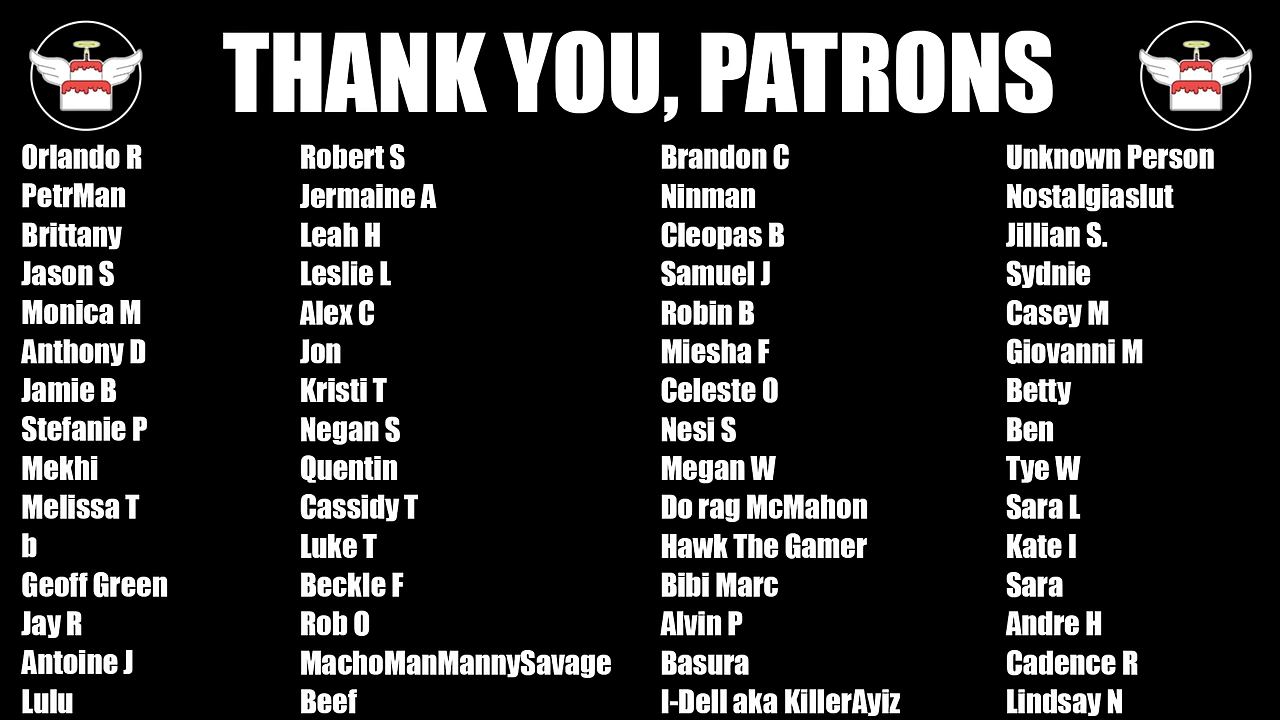 THANK YOU, PATRONS
Orlando R
PetrMan
Brittany
Jason S
Monica M
Anthony D
Jamie B
Stefanie P
Mekhi
Melissa T
b
Geoff Green
Jay R
Antoine J
Lulu
Robert S
Jermaine A
Leah H
Leslie L
Alex C
Jon
Kristi T
Negan S
Quentin
Cassidy T
Luke T
Beckle F
Rob O
MachoManMannySavage
Beef
Brandon C
Ninman
Cleopas B
Samuel J
Robin B
Miesha F
Celeste O
Nesi S
Megan W
Do rag McMahon
Hawk The Gamer
Bibi Marc
Alvin P
Basura
I-Dell aka KillerAyiz
Unknown Person
Nostalgiaslut
Jillian S.
Sydnie
Casey M
Giovanni M
Betty
Ben
Tye W
Sara L
Kate I
Sara
Andre H
Cadence R
Lindsay N